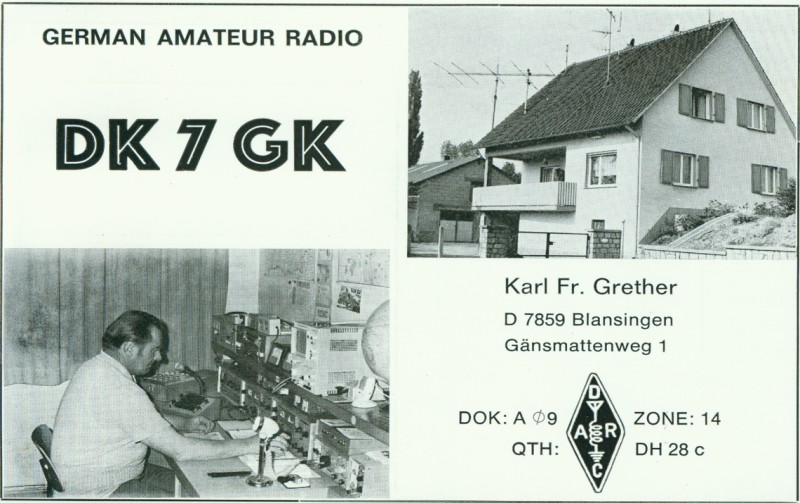 GERMAN AMATEUR RADIO
DK 7 GK
Karl Fr. Grether
D 7859 Blansingen
Gänsmattenweg 1
DOK: A Ø9
ZONE: 14
QTH:
DH 28 c
D
A R
C